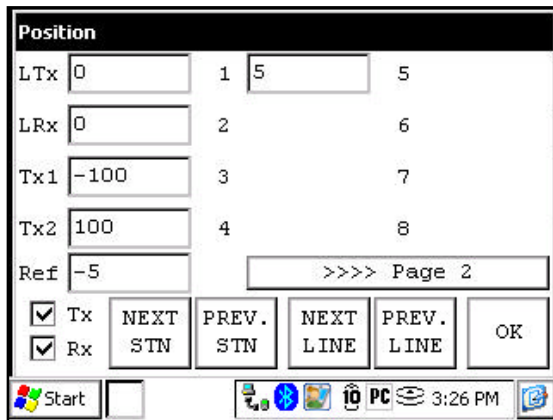 Position
LTx 0 1 5 5
LRx 0 2 6
Tx1 -100 3 7
Tx2 100 4 8
Ref -5 >>>> Page 2
Tx NEXT STN PREV. STN NEXT LINE PREV. LINE OK
Rx
Start PC 3:26 PM